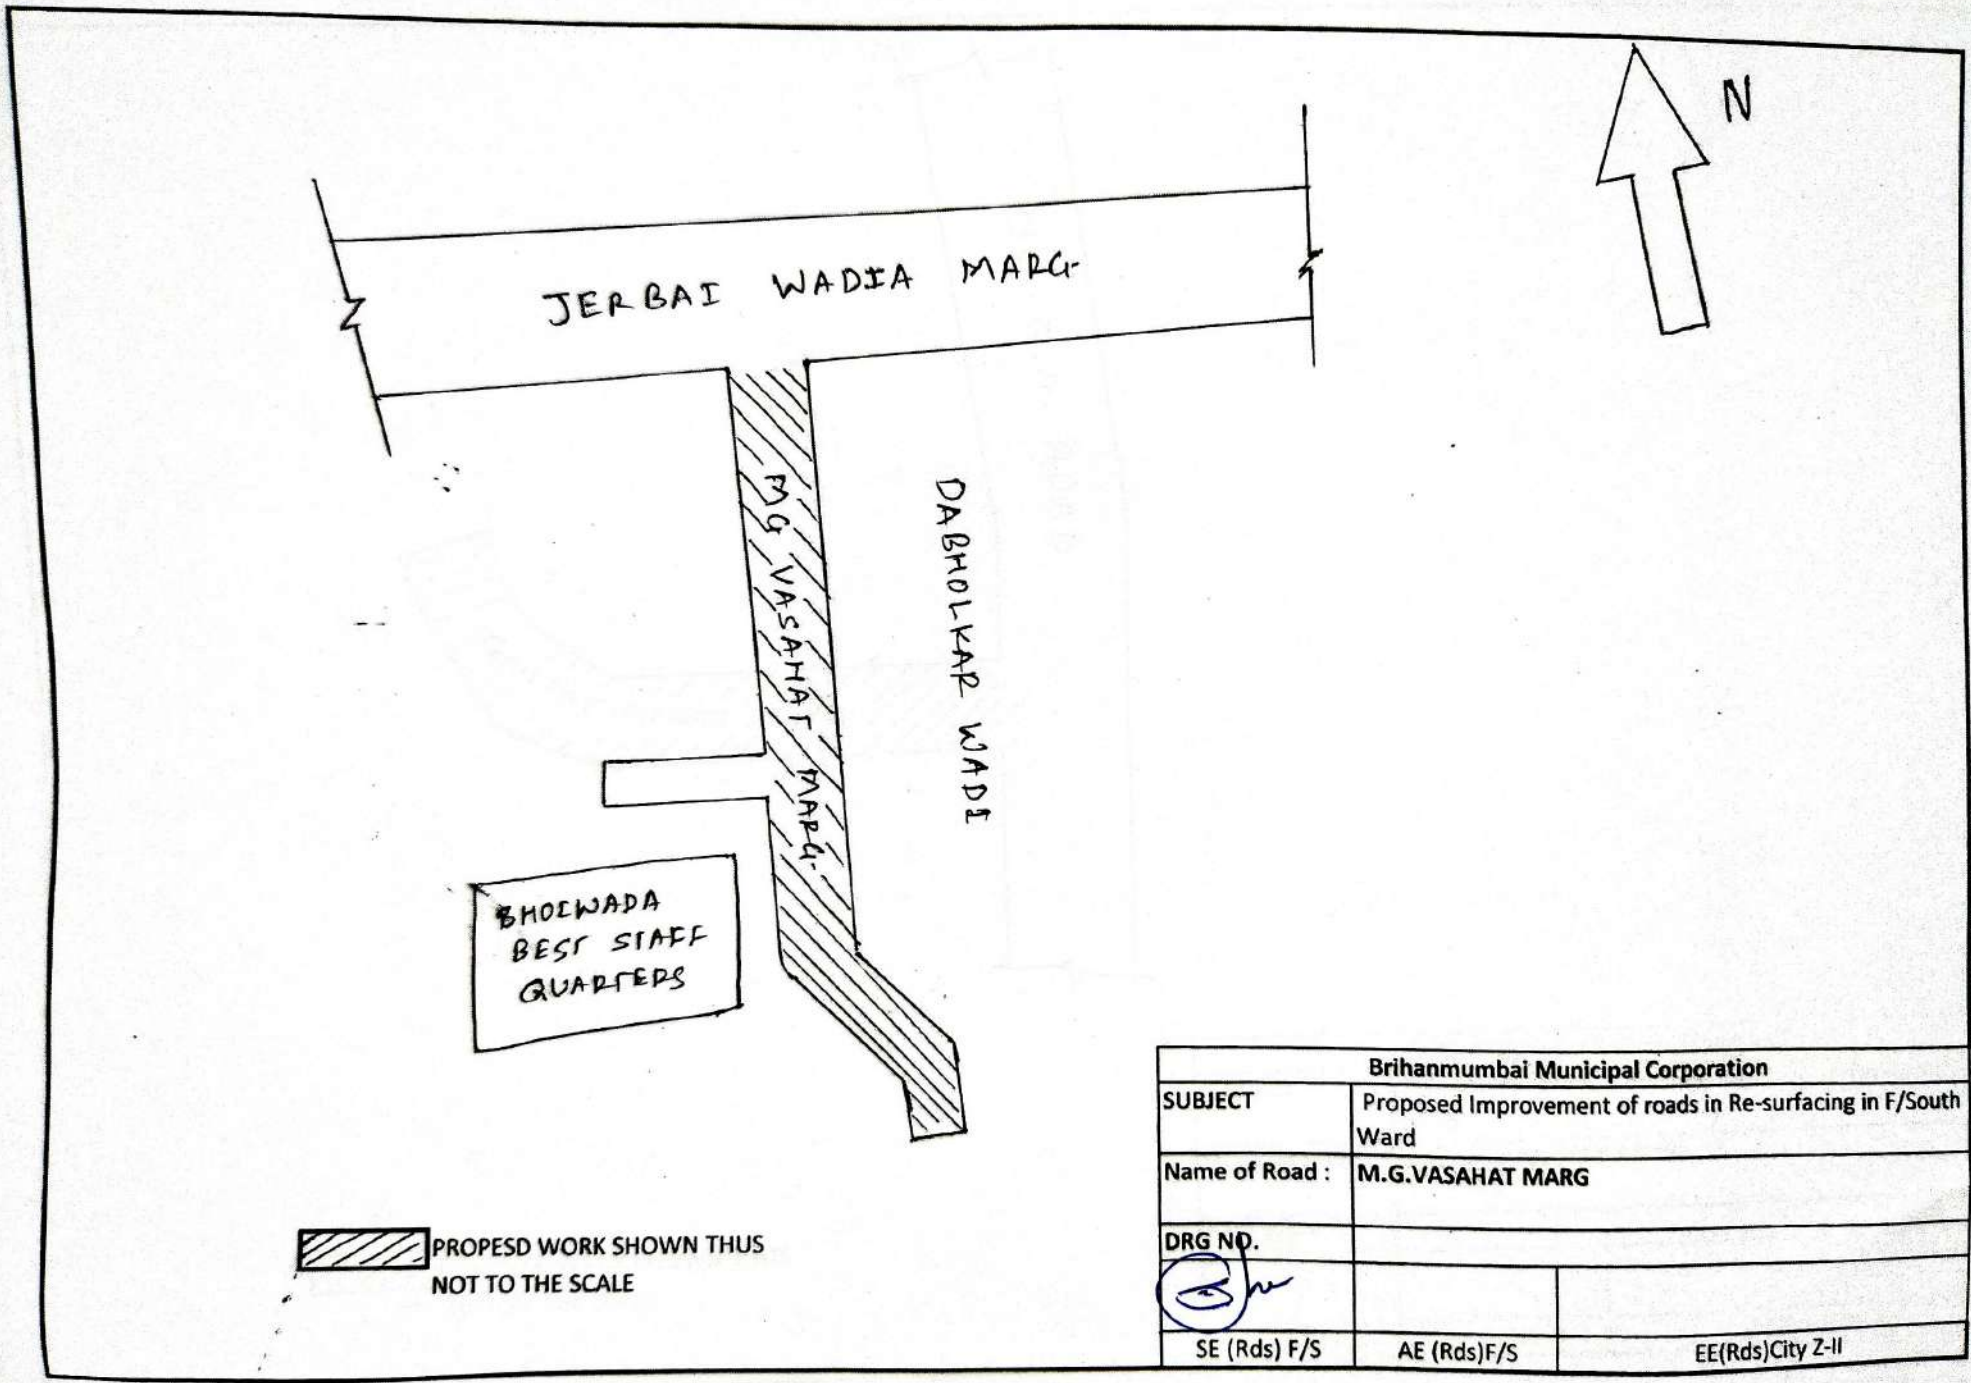 N
JERBAI WADIA MARG
MG VASAHAT MARG
DABHOLKAR WADI
BHOIWADA
BEST STAFF
QUARTERS
PROPESD WORK SHOWN THUS
NOT TO THE SCALE
Brihanmumbai Municipal Corporation
SUBJECT Proposed Improvement of roads in Re-surfacing in F/South
Ward
Name of Road : M.G.VASAHAT MARG
DRG NO.
SE (Rds) F/S AE (Rds)F/S EE(Rds)City Z-II